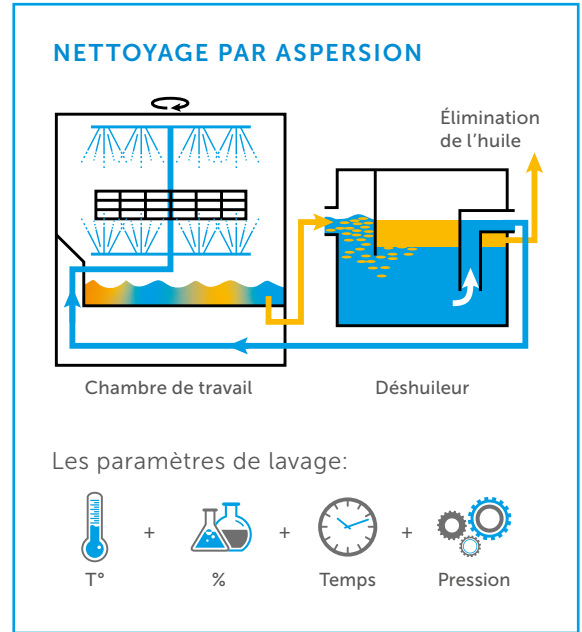 NETTOYAGE PAR ASPERSION
Élimination
de l'huile
Chambre de travail
Déshuileur
Les paramètres de lavage:
+
+
+
T°
%
Temps
Pression